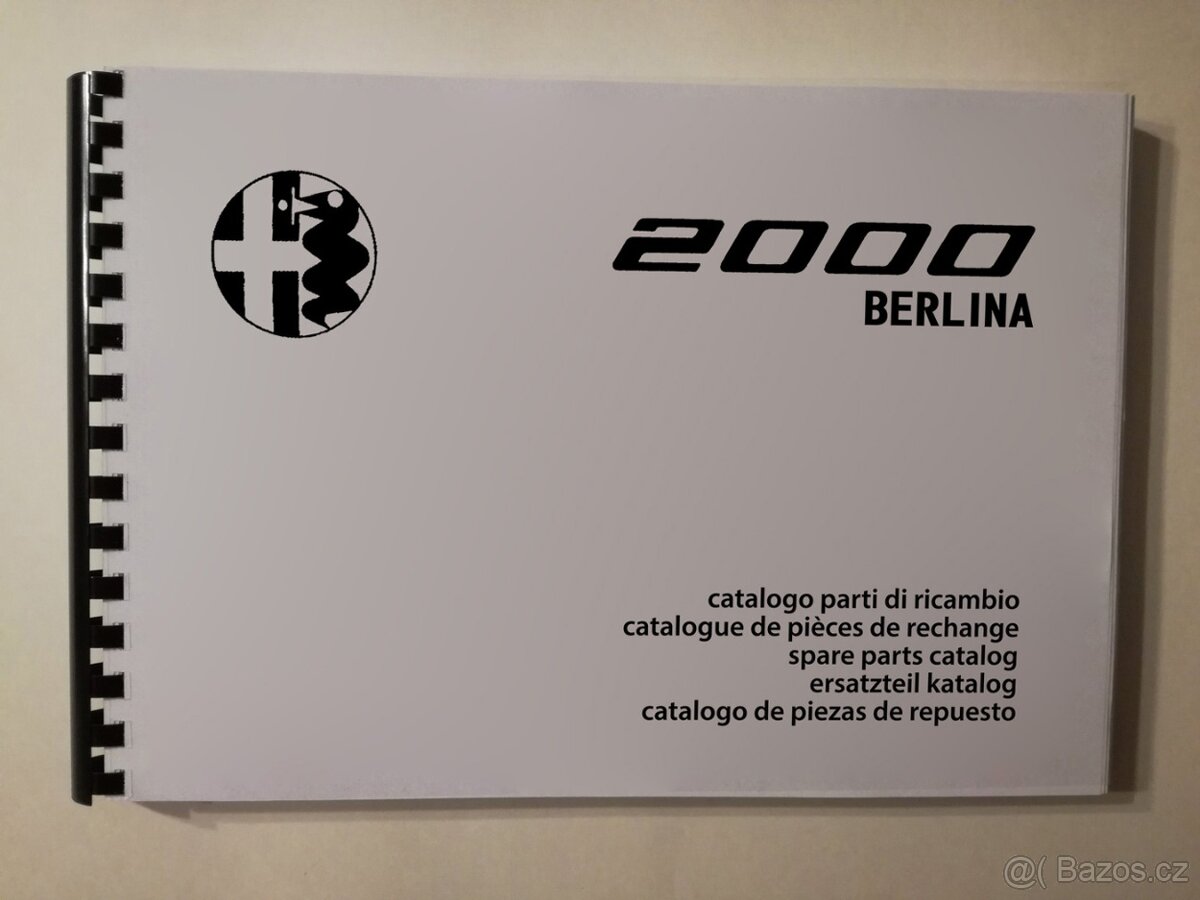 2000
BERLINA
catalogo parti di ricambio
catalogue de pièces de rechange
spare parts catalog
ersatzteil katalog
catalogo de piezas de repuesto
@( Bazos.cz